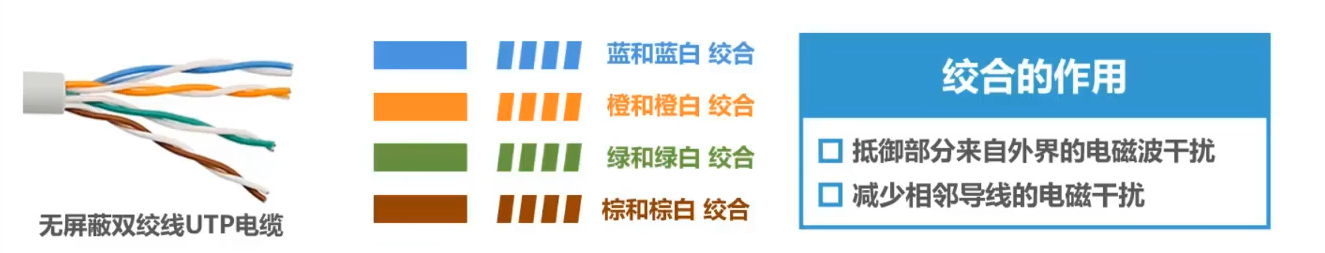 蓝和蓝白 绞合
橙和橙白 绞合
绿和绿白 绞合
棕和棕白 绞合
无屏蔽双绞线UTP电缆
绞合的作用
抵御部分来自外界的电磁波干扰
减少相邻导线的电磁干扰